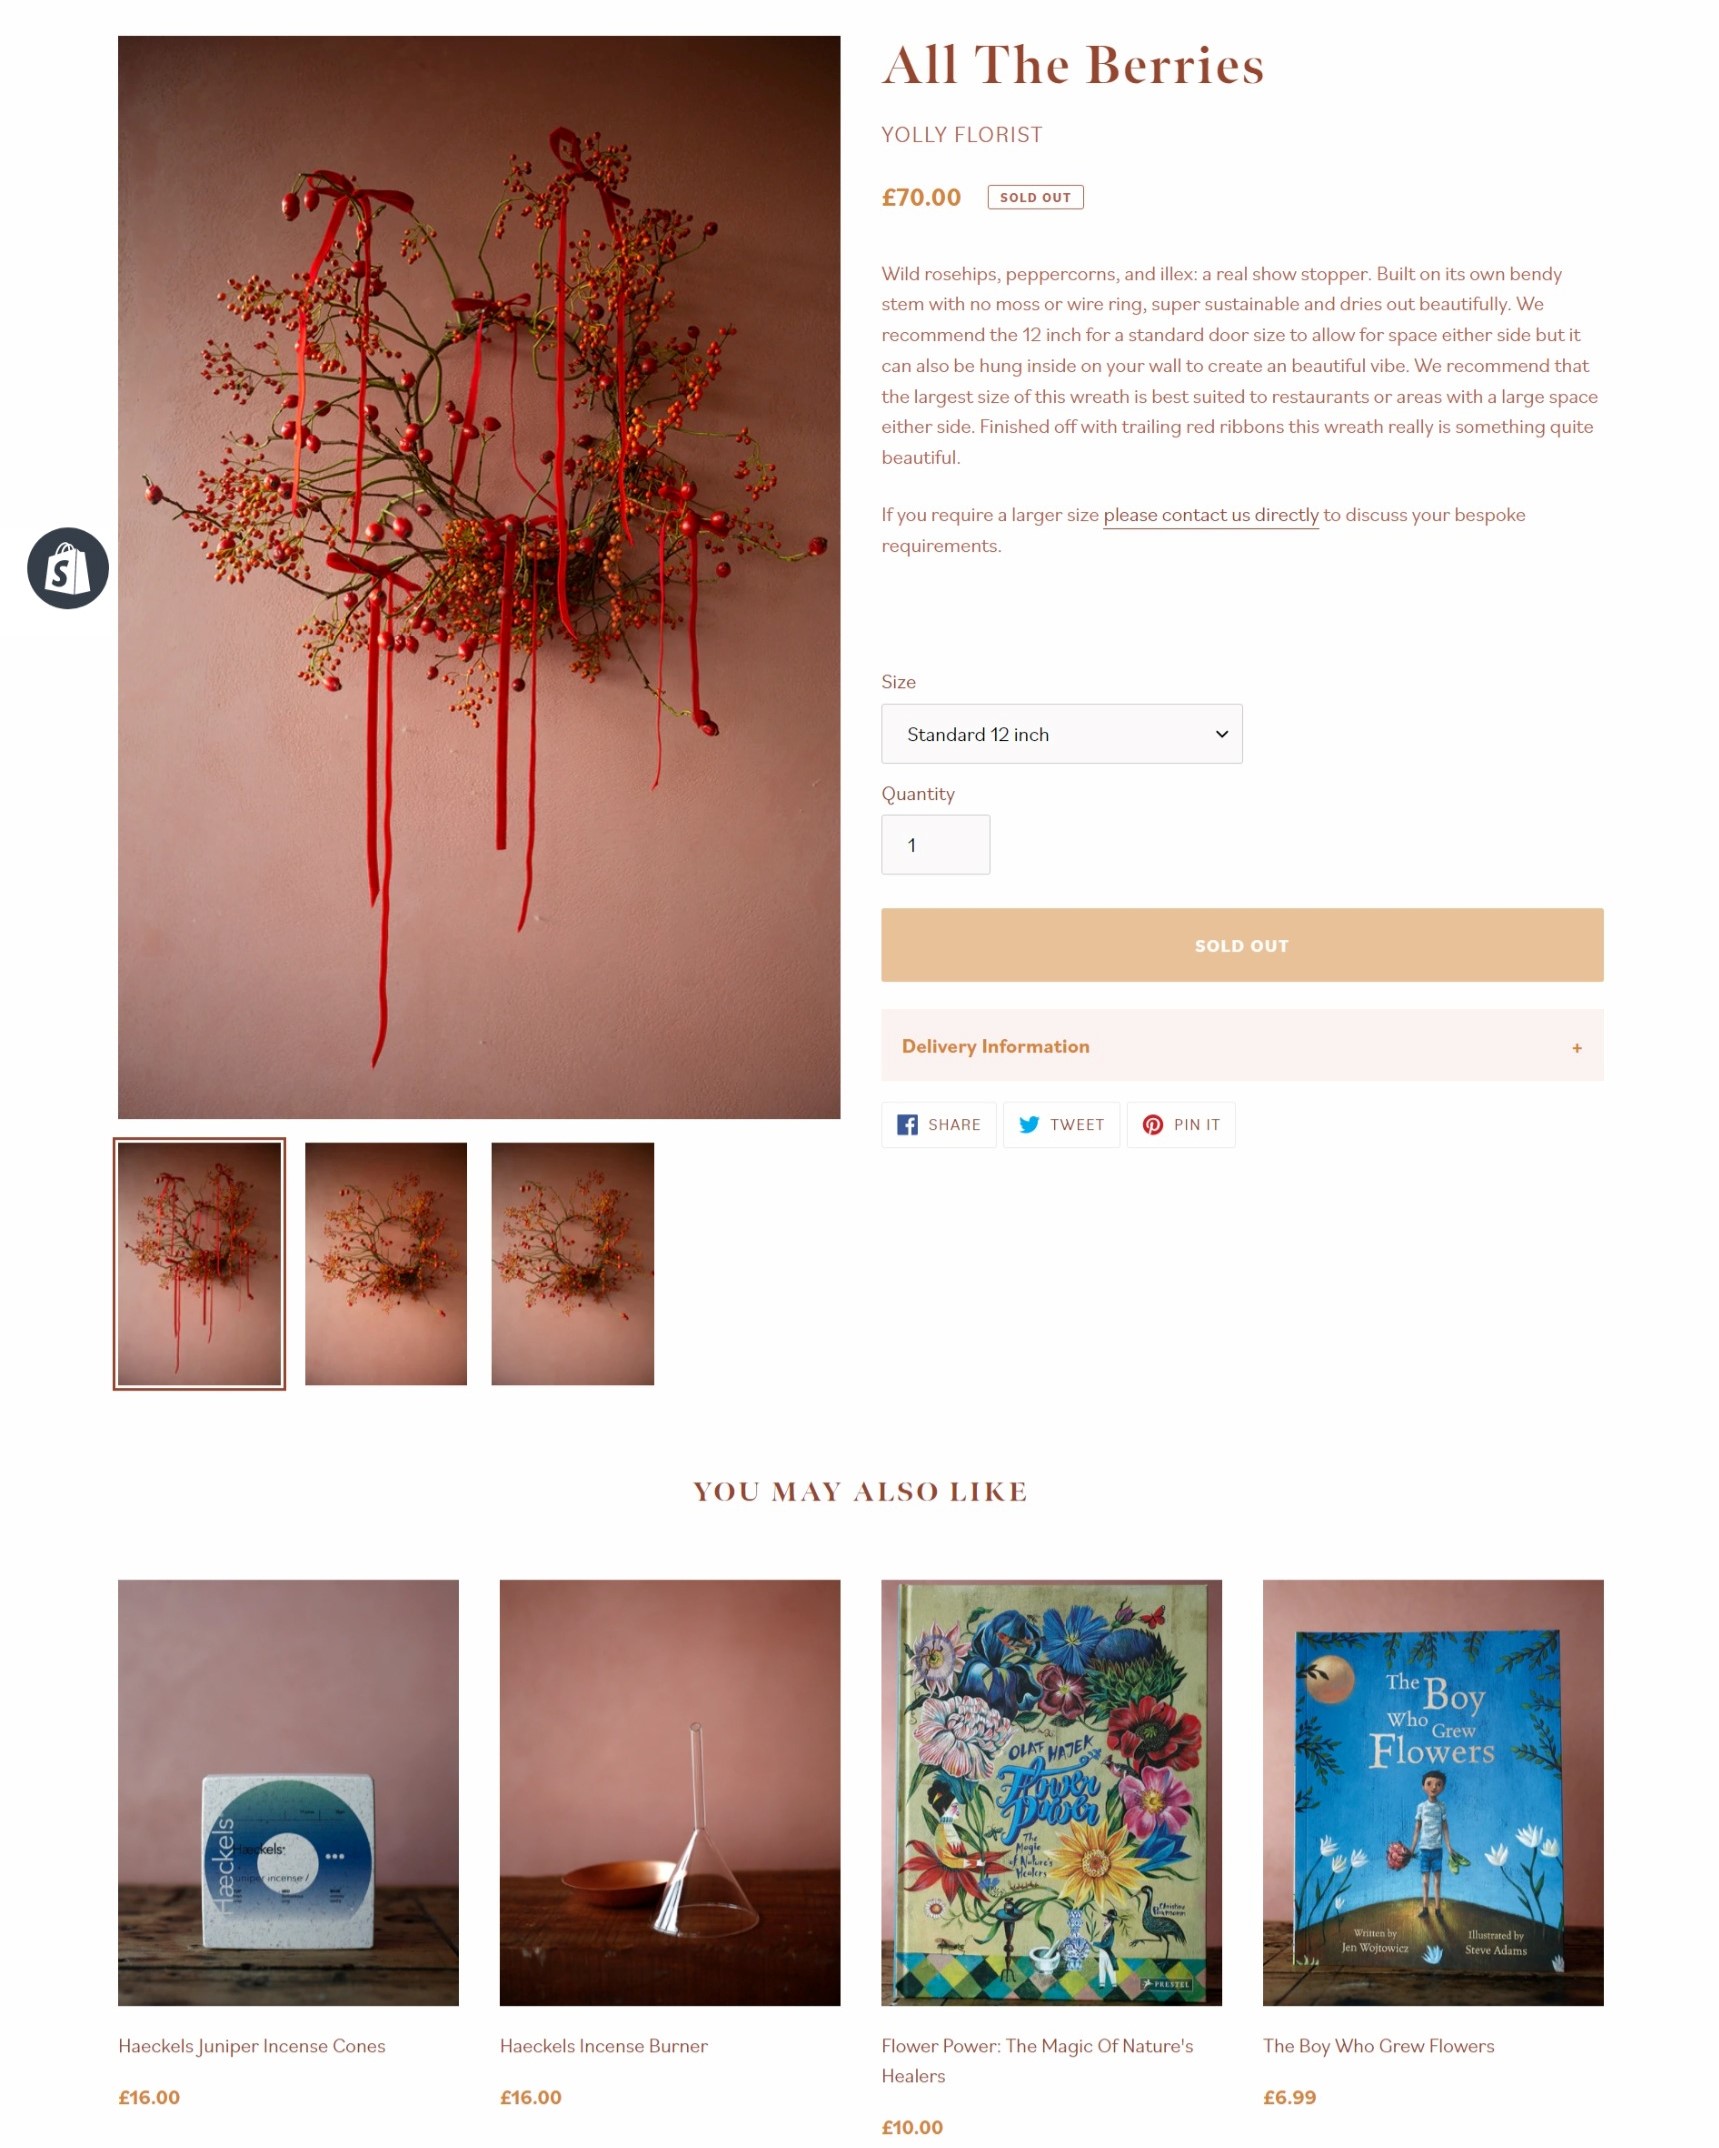 All The Berries
YOLLY FLORIST
£70.00 SOLD OUT
Wild rosehips, peppercorns, and illex: a real show stopper. Built on its own bendy
stem with no moss or wire ring, super sustainable and dries out beautifully. We
recommend the 12 inch for a standard door size to allow for space either side but it
can also be hung inside on your wall to create an beautiful vibe. We recommend that
the largest size of this wreath is best suited to restaurants or areas with a large space
either side. Finished off with trailing red ribbons this wreath really is something quite
beautiful.
If you require a larger size please contact us directly to discuss your bespoke
requirements.
Size
Standard 12 inch
Quantity
1
SOLD OUT
Delivery Information +
SHARE TWEET PIN IT
YOU MAY ALSO LIKE
Haeckels
Haeckels
incense /
OLAF HAJEK
Flower
Power
The
Magic
of Nature's
Healers
PRESTEL
The Boy
Who Grew
Flowers
Written by
Jen Wojtowicz
Illustrated by
Steve Adams
Haeckels Juniper Incense Cones
£16.00
Haeckels Incense Burner
£16.00
Flower Power: The Magic Of Nature's
Healers
£10.00
The Boy Who Grew Flowers
£6.99